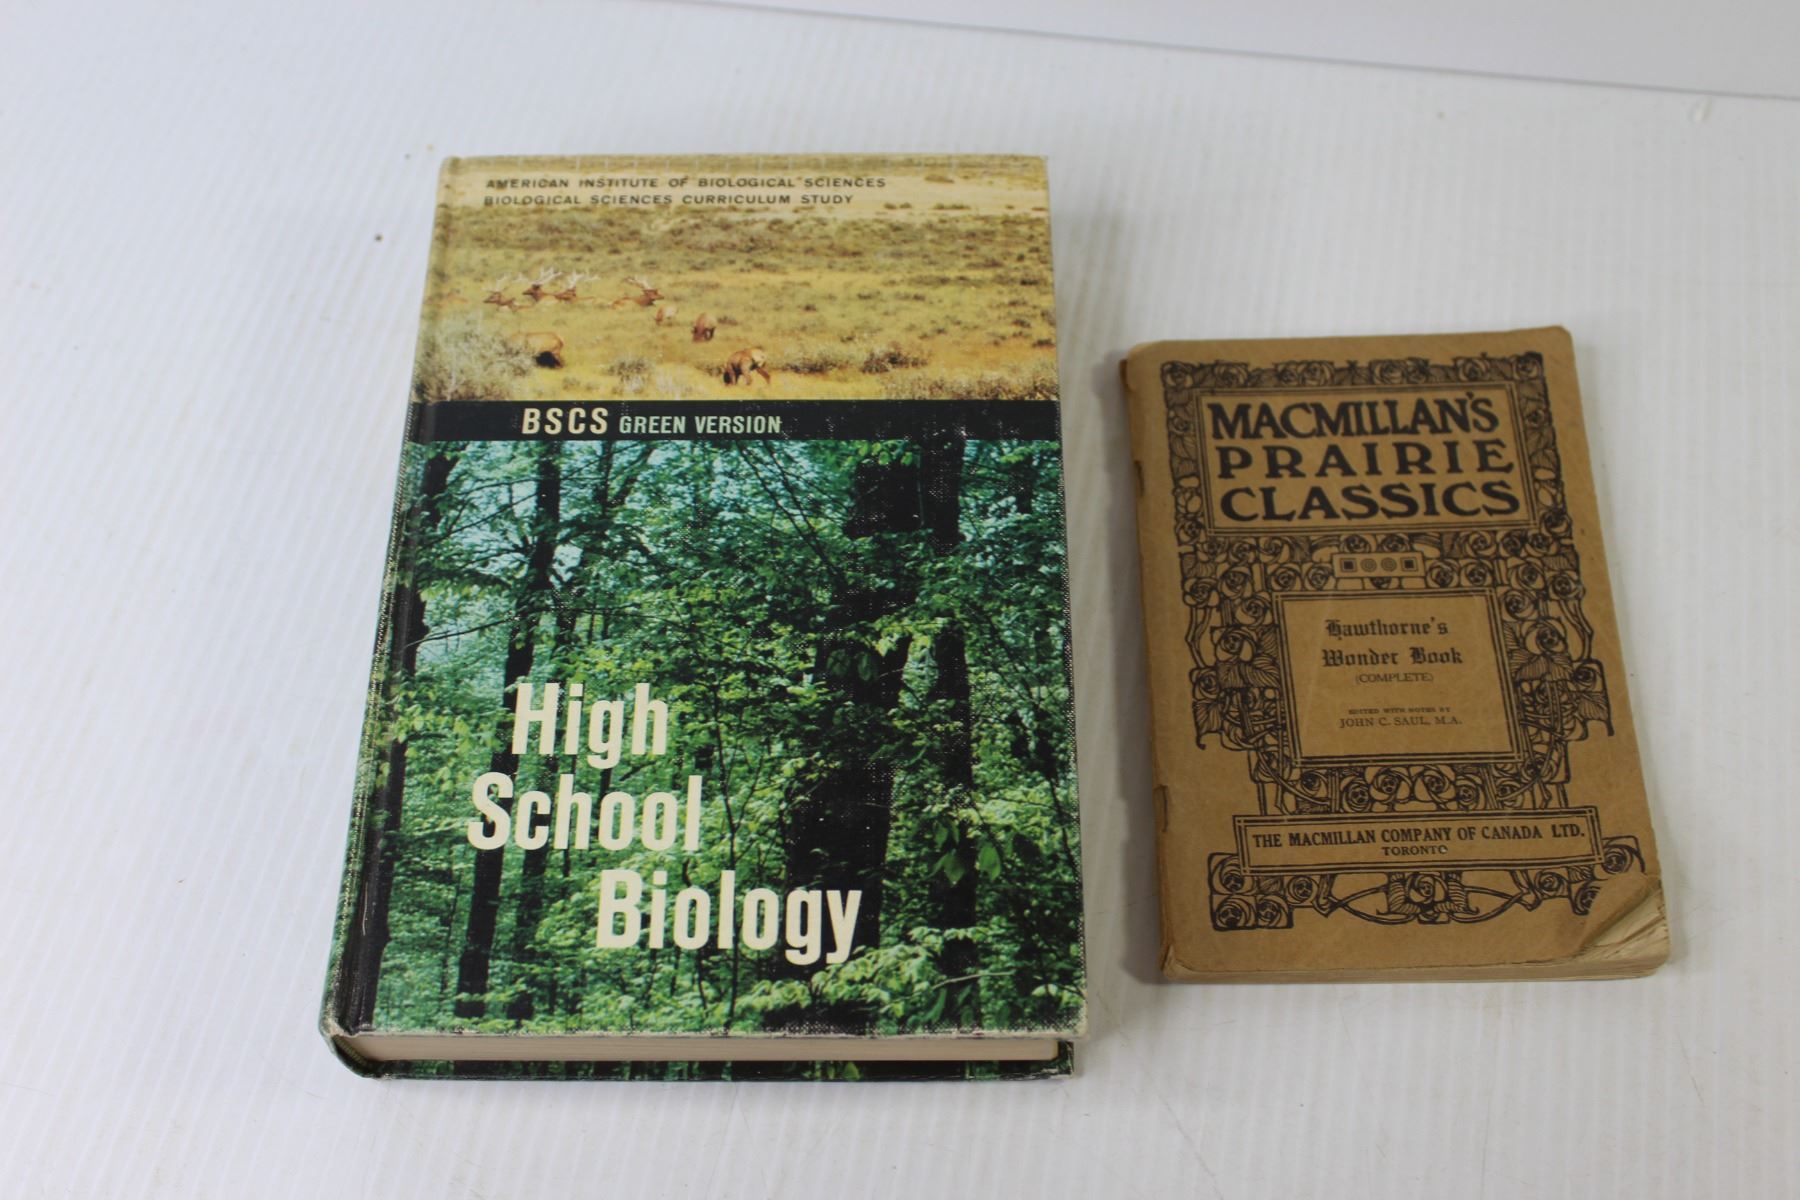 AMERICAN INSTITUTE OF BIOLOGICAL SCIENCES
BIOLOGICAL SCIENCES CURRICULUM STUDY
BSCS GREEN VERSION
High
School
Biology
MACMILLAN'S
PRAIRIE
CLASSICS
Hawthorne's
Wonder Book
(COMPLETE)
EDITED WITH NOTES BY
JOHN C. SAUL, M.A.
THE MACMILLAN COMPANY OF CANADA LTD.
TORONTO